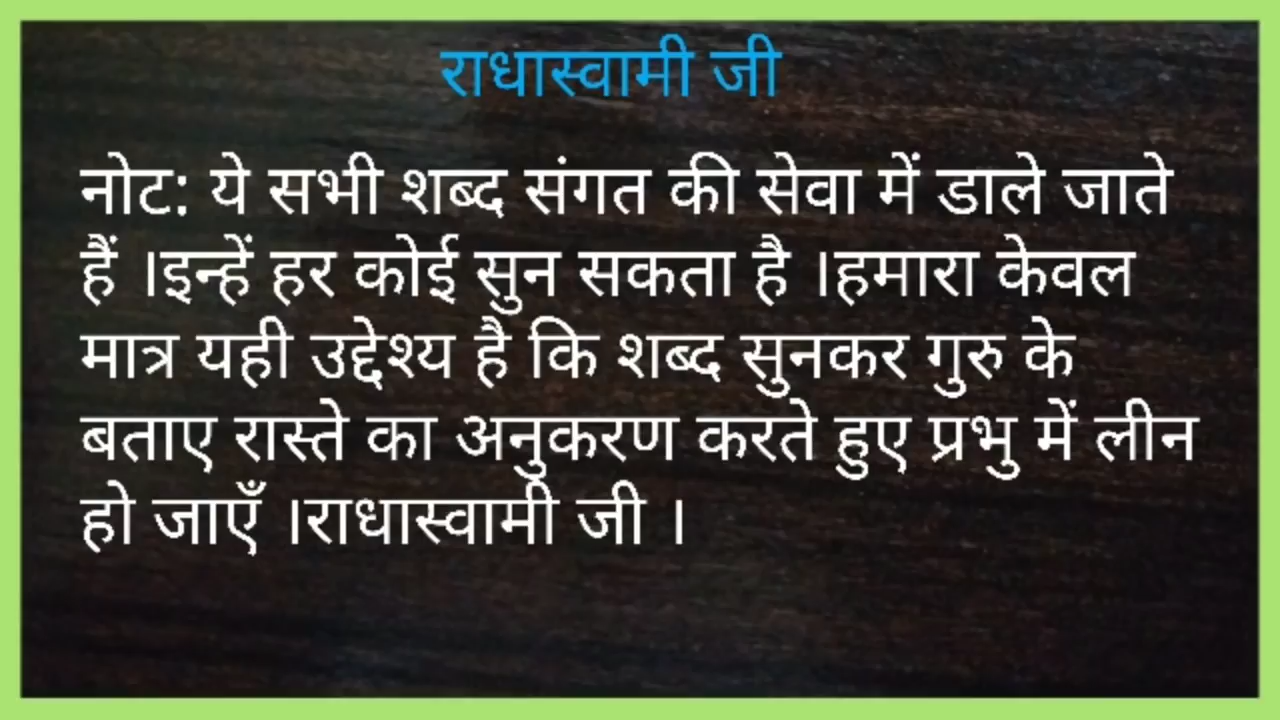 राधास्वामी जी
नोट: ये सभी शब्द संगत की सेवा में डाले जाते
हैं ।इन्हें हर कोई सुन सकता है ।हमारा केवल
मात्र यही उद्देश्य है कि शब्द सुनकर गुरु के
बताए रास्ते का अनुकरण करते हुए प्रभु में लीन
हो जाएँ ।राधास्वामी जी ।